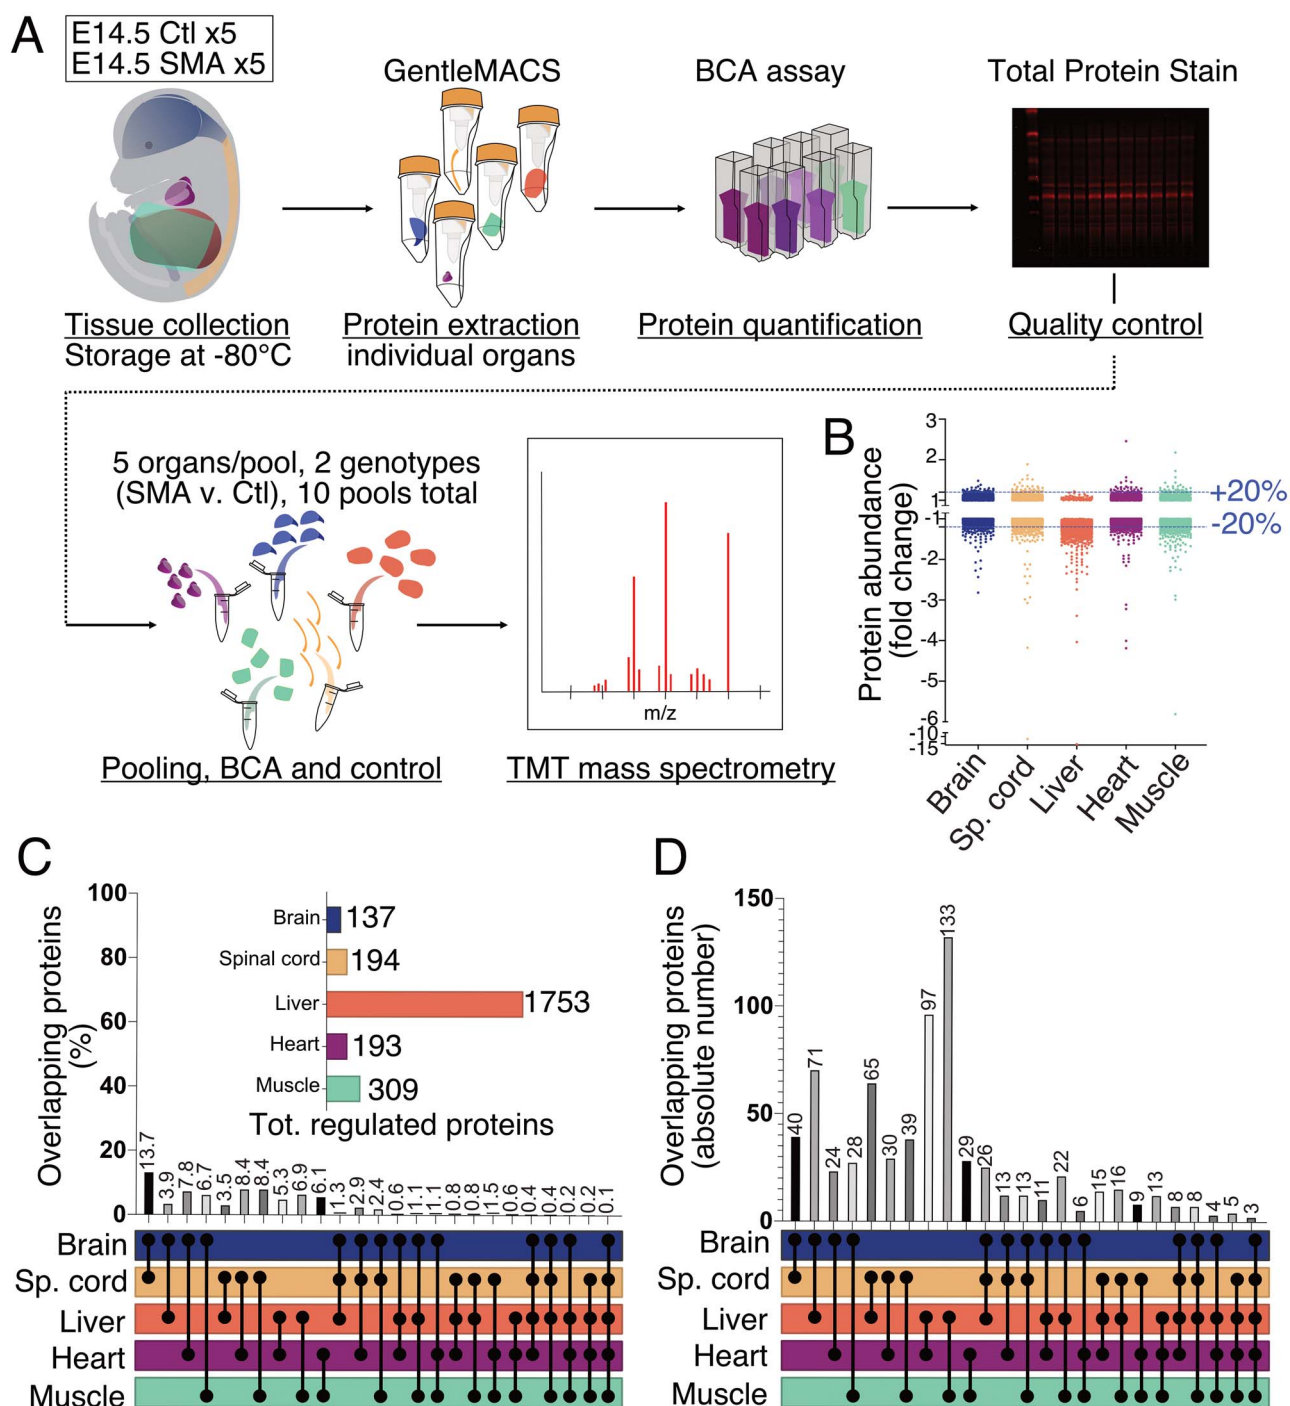 A
E14.5 Ctl x5
E14.5 SMA x5
GentleMACS
BCA assay
Total Protein Stain
Tissue collection
Storage at -80°C
Protein extraction
individual organs
Protein quantification
Quality control
5 organs/pool, 2 genotypes
(SMA v. Ctl), 10 pools total
m/z
Pooling, BCA and control
TMT mass spectrometry
B
Protein abundance
(fold change)
3
2
1
-1
-2
-3
-4
-5
-6
-10
-15
+20%
-20%
Brain
Sp. cord
Liver
Heart
Muscle
C
Overlapping proteins
(%)
100
80
60
40
20
0
Brain 137
Spinal cord 194
Liver 1753
Heart 193
Muscle 309
Tot. regulated proteins
13.7 3.9 7.8 6.7 3.5 8.4 8.4 5.3 6.9 6.1 1.3 2.9 2.4 0.6 1.1 1.1 0.8 0.8 1.5 0.6 0.4 0.4 0.2 0.2 0.1
Brain
Sp. cord
Liver
Heart
Muscle
D
Overlapping proteins
(absolute number)
150
100
50
0
40 71 24 28 65 30 39 97 133 29 26 13 13 11 22 6 15 16 9 13 8 8 4 5 3
Brain
Sp. cord
Liver
Heart
Muscle